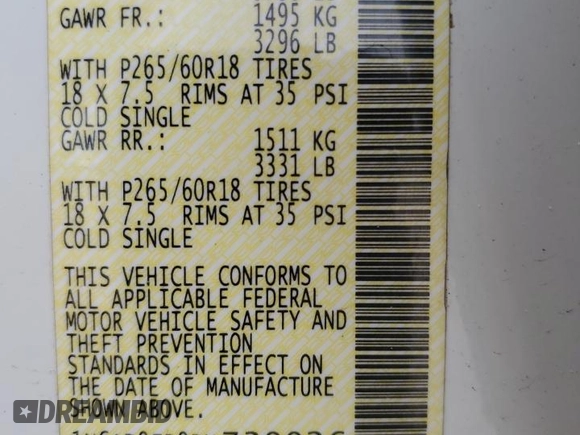 GAWR FR.: 1495 KG
3296 LB
WITH P265/60R18 TIRES
18 X 7.5 RIMS AT 35 PSI
COLD SINGLE
GAWR RR.: 1511 KG
3331 LB
WITH P265/60R18 TIRES
18 X 7.5 RIMS AT 35 PSI
COLD SINGLE
THIS VEHICLE CONFORMS TO
ALL APPLICABLE FEDERAL
MOTOR VEHICLE SAFETY AND
THEFT PREVENTION
STANDARDS IN EFFECT ON
THE DATE OF MANUFACTURE
SHOWN ABOVE.
DREAMBID